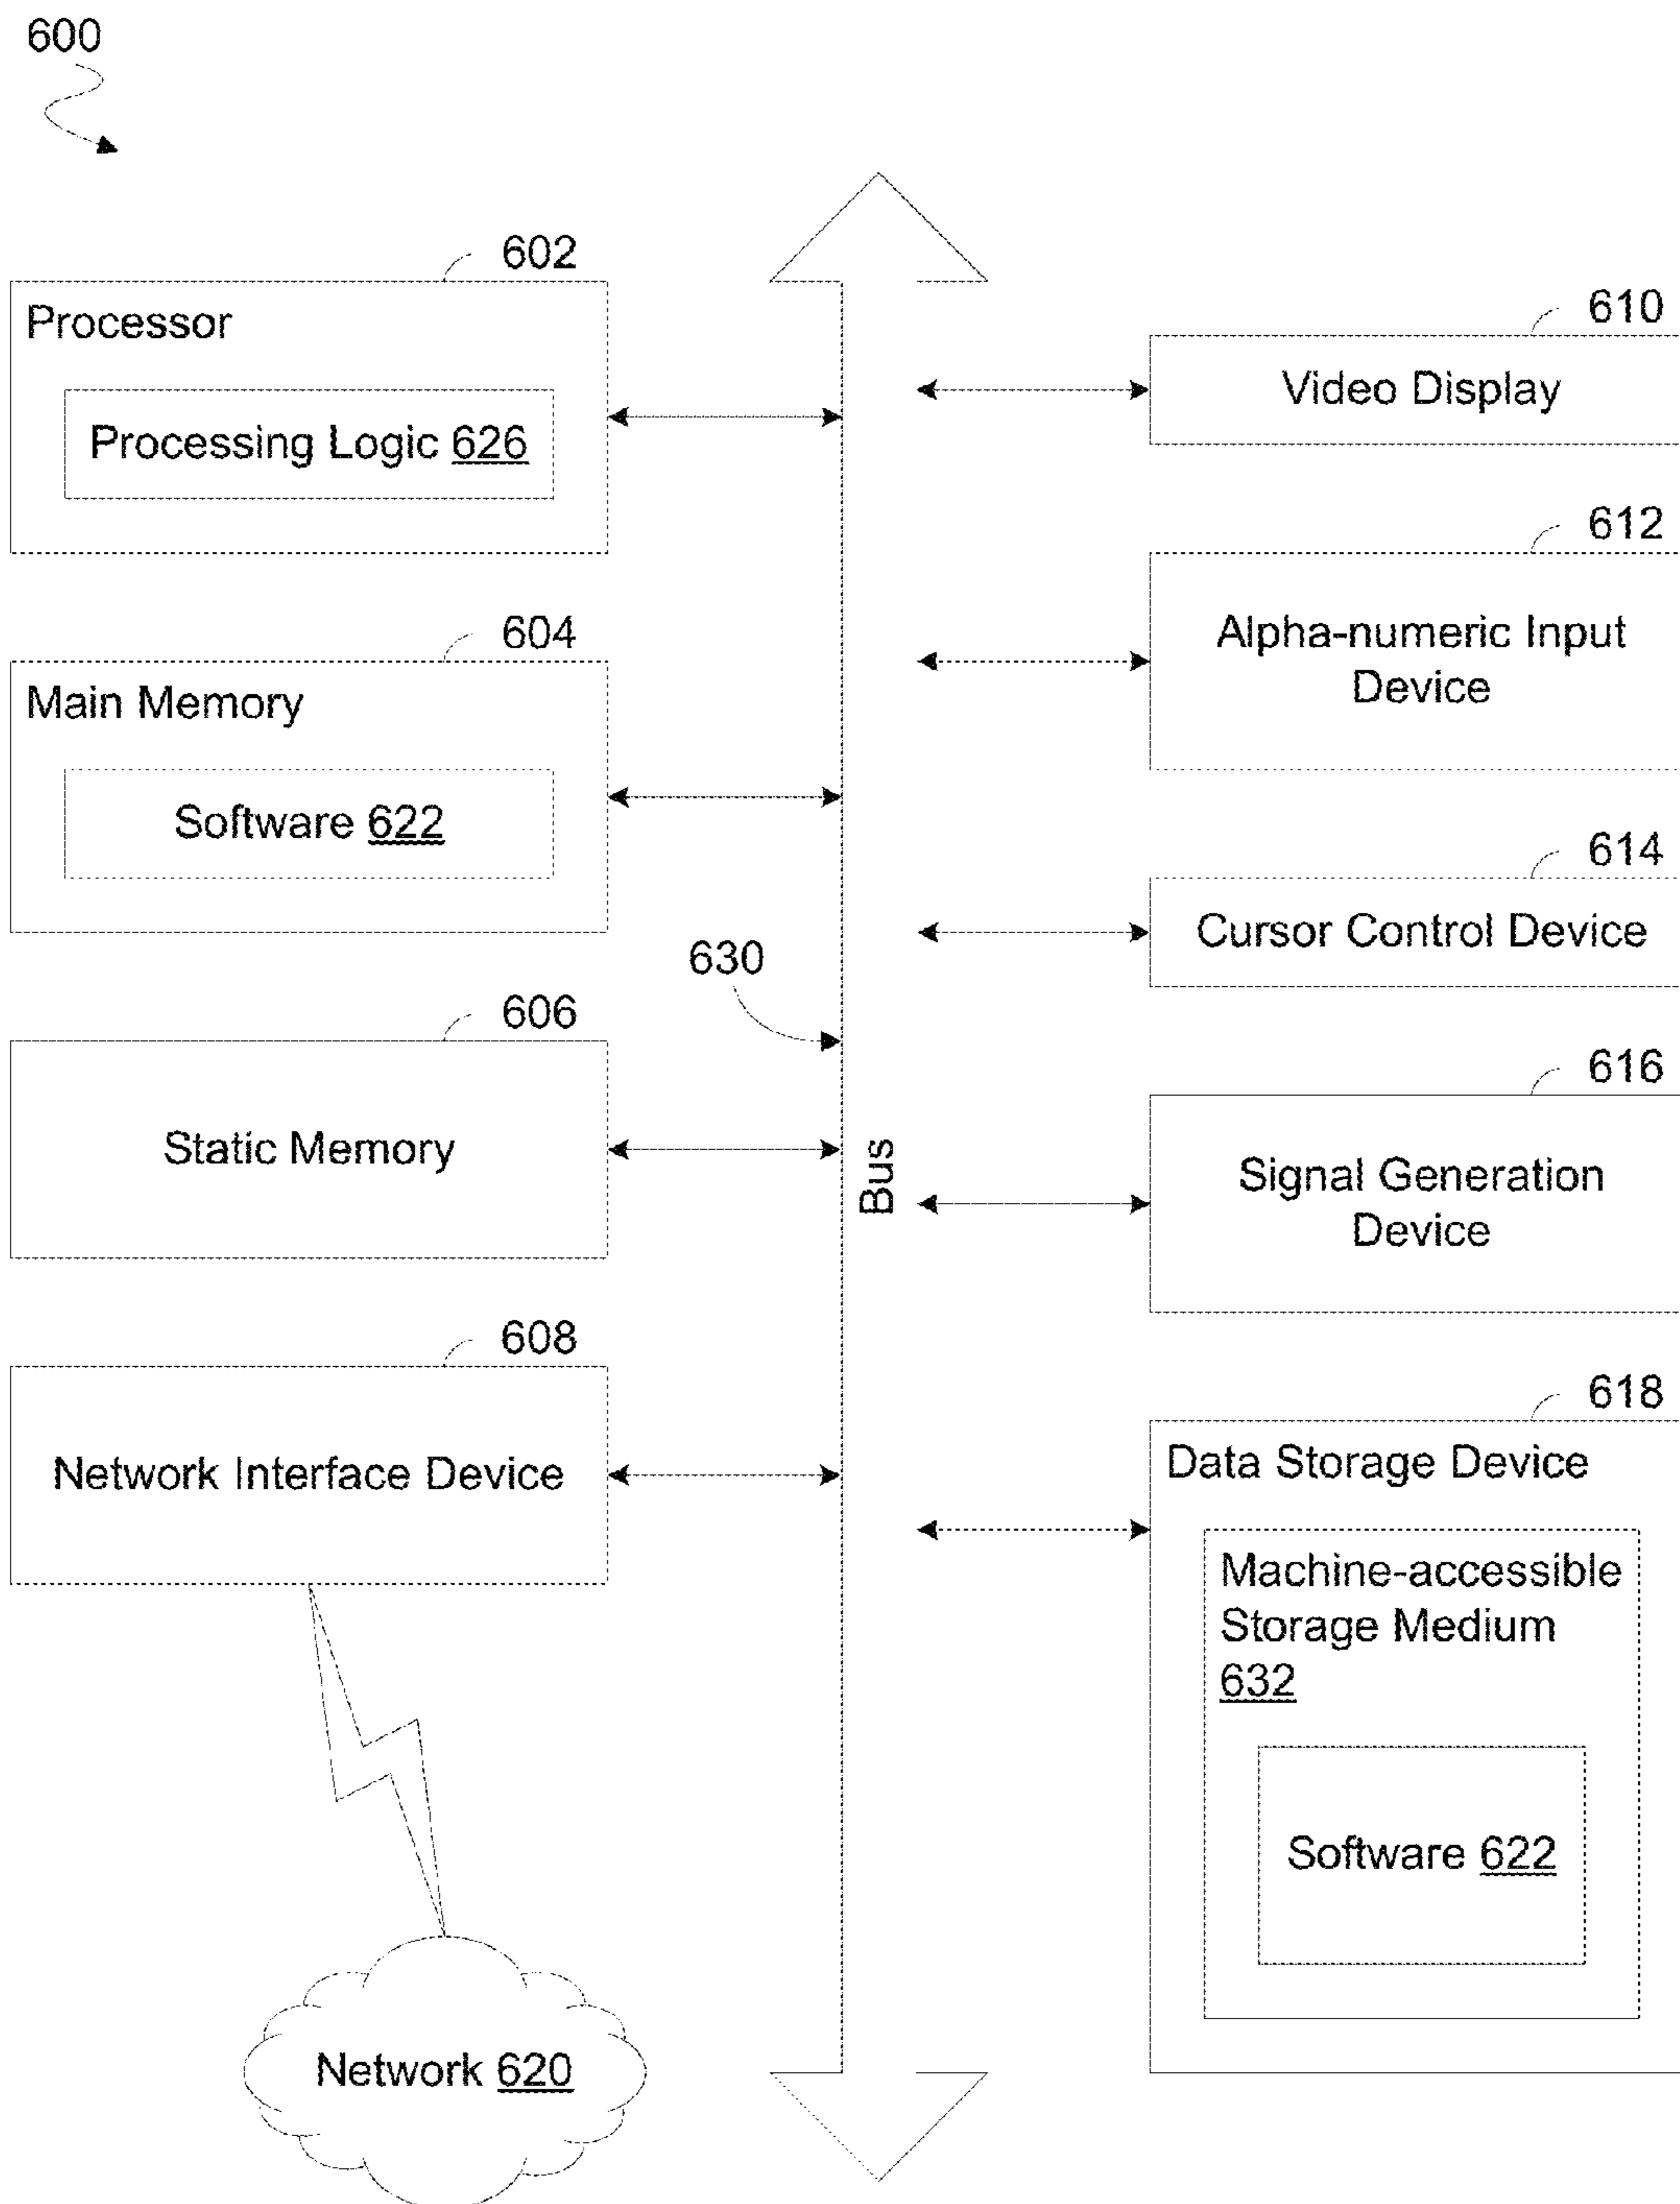 600
602
Processor
Processing Logic 626
604
Main Memory
Software 622
606
Static Memory
608
Network Interface Device
Network 620
630
Bus
610
Video Display
612
Alpha-numeric Input
Device
614
Cursor Control Device
616
Signal Generation
Device
618
Data Storage Device
Machine-accessible
Storage Medium
632
Software 622